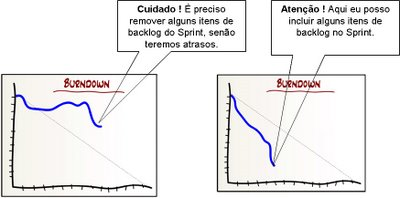 Cuidado ! É preciso
remover alguns itens de
backlog do Sprint, senão
teremos atrasos.
Atenção ! Aqui eu posso
incluir alguns itens de
backlog no Sprint.
BURNDOWN
BURNDOWN